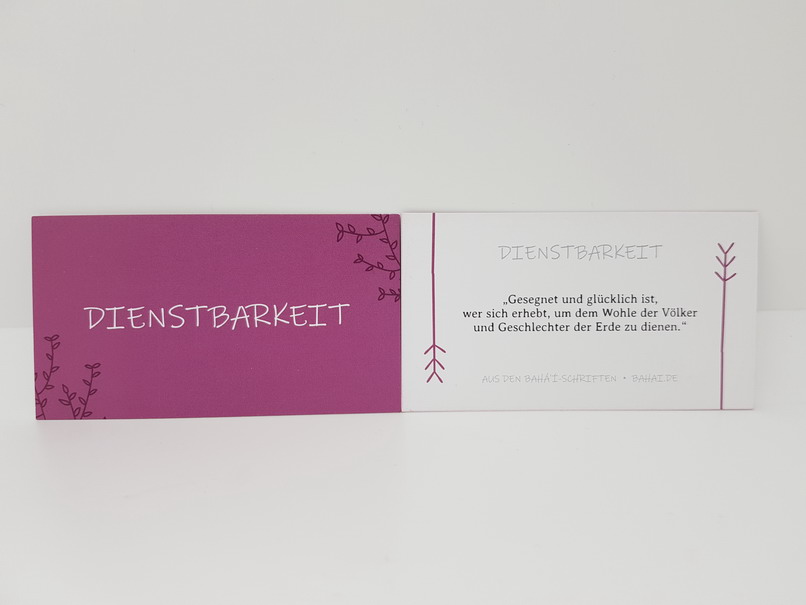 DIENSTBARKEIT
DIENSTBARKEIT
„Gesegnet und glücklich ist,
wer sich erhebt, um dem Wohle der Völker
und Geschlechter der Erde zu dienen.“
AUS DEN BAHÁ'Í-SCHRIFTEN • BAHAI.DE